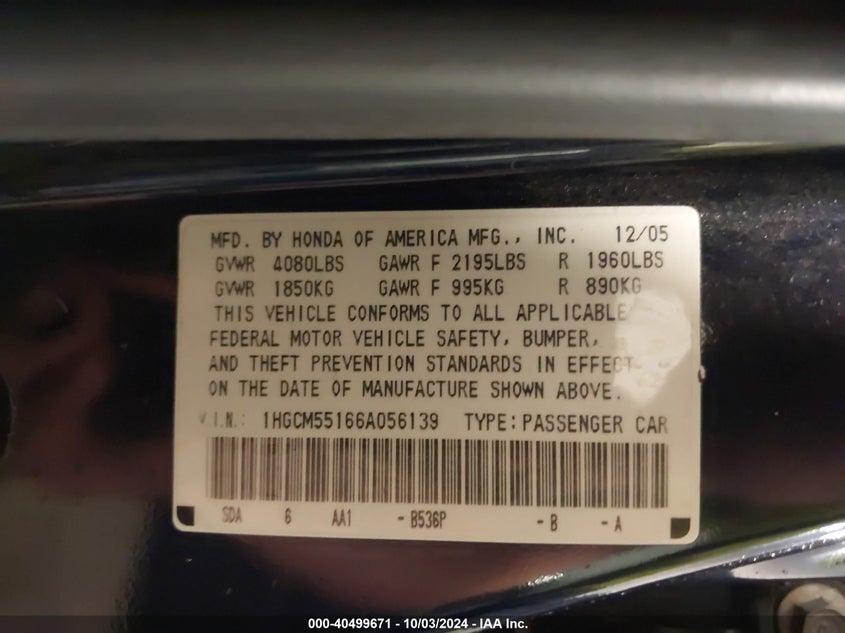 MFD. BY HONDA OF AMERICA MFG., INC. 12/05
GVWR 4080LBS GAWR F 2195LBS R 1960LBS
GVWR 1850KG GAWR F 995KG R 890KG
THIS VEHICLE CONFORMS TO ALL APPLICABLE
FEDERAL MOTOR VEHICLE SAFETY, BUMPER,
AND THEFT PREVENTION STANDARDS IN EFFECT
ON THE DATE OF MANUFACTURE SHOWN ABOVE.
V.I.N.: 1HGCM55166A056139 TYPE: PASSENGER CAR
SDA 6 AA1 - B536P - B - A
000-40499671 - 10/03/2024 - IAA Inc.